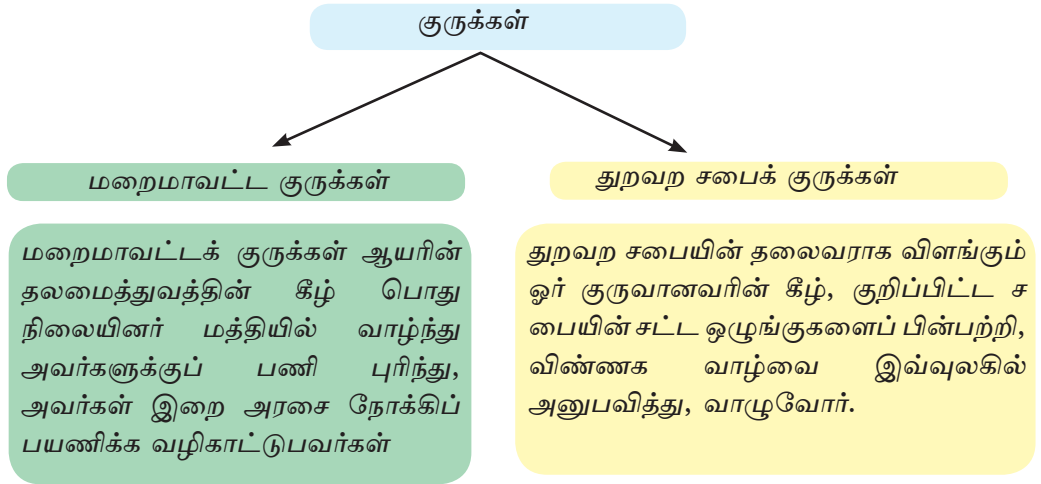 குருக்கள்
மறைமாவட்ட குருக்கள்
துறவற சபைக் குருக்கள்
மறைமாவட்டக் குருக்கள் ஆயரின்
தலமைத்துவத்தின் கீழ் பொது
நிலையினர் மத்தியில் வாழ்ந்து
அவர்களுக்குப் பணி புரிந்து,
அவர்கள் இறை அரசை நோக்கிப்
பயணிக்க வழிகாட்டுபவர்கள்
துறவற சபையின் தலைவராக விளங்கும்
ஓர் குருவானவரின் கீழ், குறிப்பிட்ட ச
பையின் சட்ட ஒழுங்குகளைப் பின்பற்றி,
விண்ணக வாழ்வை இவ்வுலகில்
அனுபவித்து, வாழுவோர்.